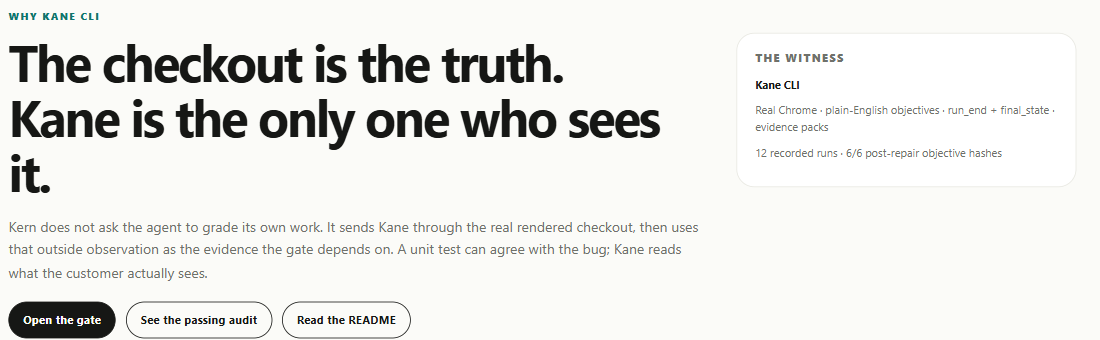 WHY KANE CLI
The checkout is the truth.
Kane is the only one who sees
it.
Kern does not ask the agent to grade its own work. It sends Kane through the real rendered checkout, then uses
that outside observation as the evidence the gate depends on. A unit test can agree with the bug; Kane reads
what the customer actually sees.
Open the gate
See the passing audit
Read the README
THE WITNESS
Kane CLI
Real Chrome · plain-English objectives · run_end + final_state ·
evidence packs
12 recorded runs · 6/6 post-repair objective hashes